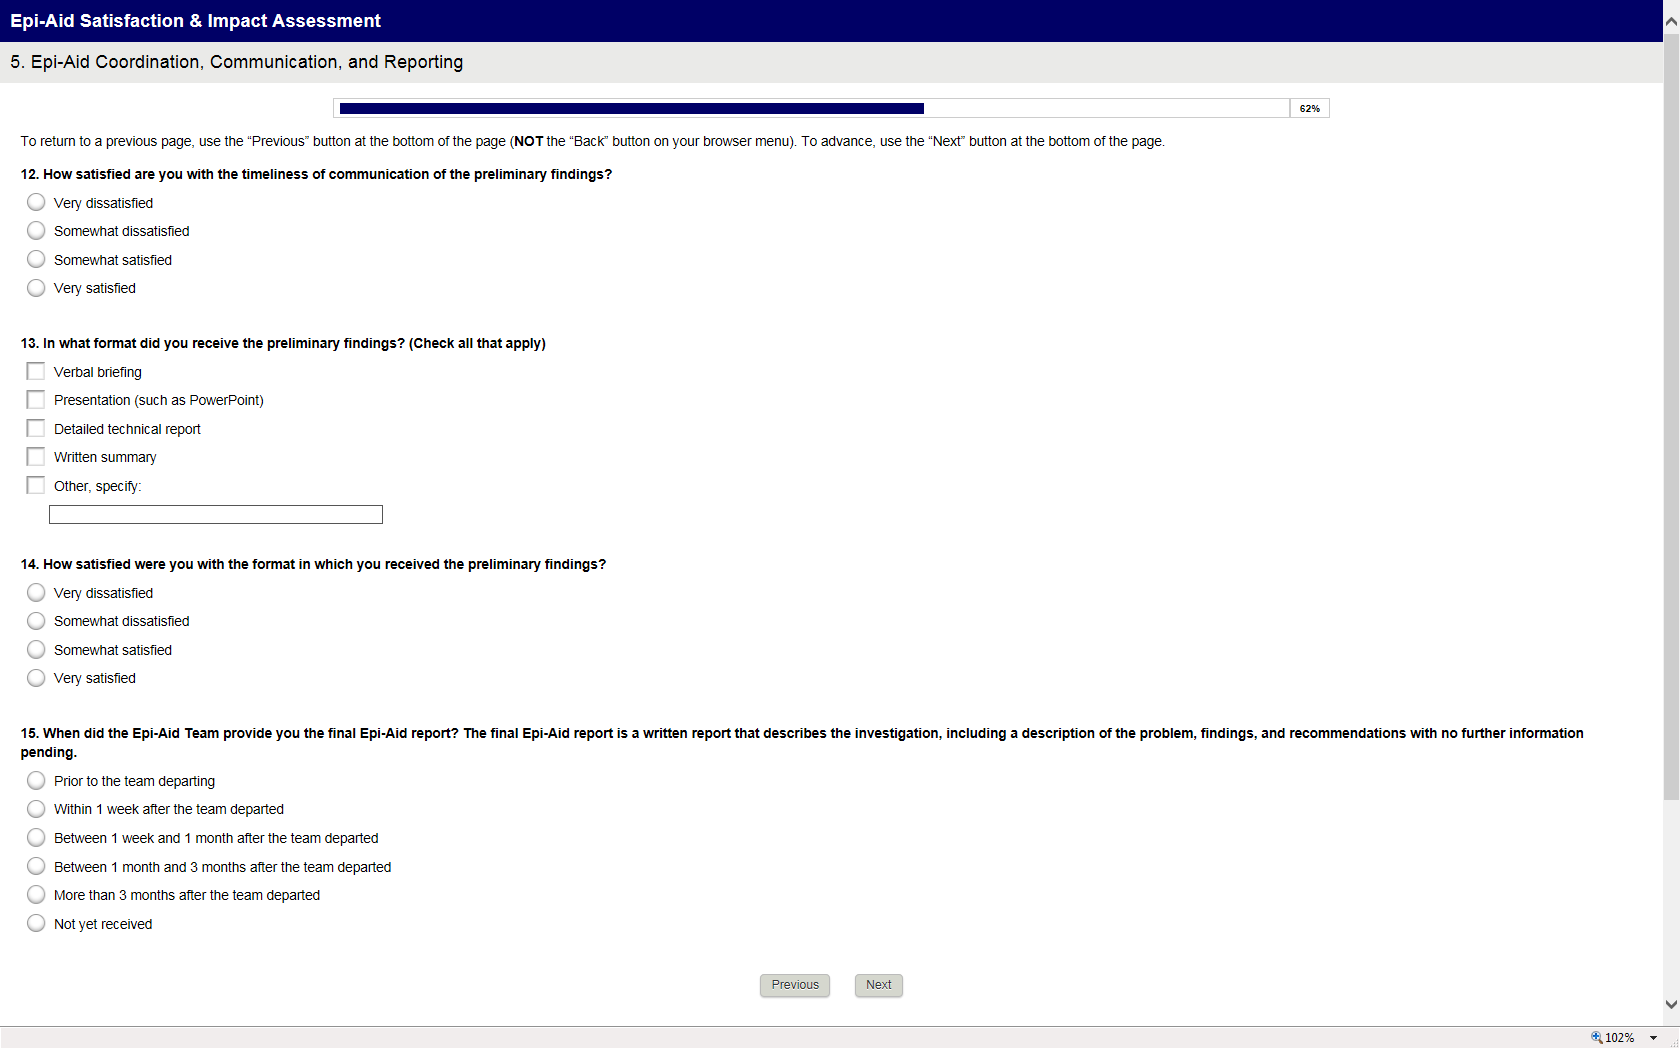 Epi-Aid Satisfaction & Impact Assessment
5. Epi-Aid Coordination, Communication, and Reporting
62%
To return to a previous page, use the “Previous” button at the bottom of the page (NOT the “Back” button on your browser menu). To advance, use the “Next” button at the bottom of the page.
12. How satisfied are you with the timeliness of communication of the preliminary findings?
Very dissatisfied
Somewhat dissatisfied
Somewhat satisfied
Very satisfied
13. In what format did you receive the preliminary findings? (Check all that apply)
Verbal briefing
Presentation (such as PowerPoint)
Detailed technical report
Written summary
Other, specify:
14. How satisfied were you with the format in which you received the preliminary findings?
Very dissatisfied
Somewhat dissatisfied
Somewhat satisfied
Very satisfied
15. When did the Epi-Aid Team provide you the final Epi-Aid report? The final Epi-Aid report is a written report that describes the investigation, including a description of the problem, findings, and recommendations with no further information
pending.
Prior to the team departing
Within 1 week after the team departed
Between 1 week and 1 month after the team departed
Between 1 month and 3 months after the team departed
More than 3 months after the team departed
Not yet received
Previous Next
102%